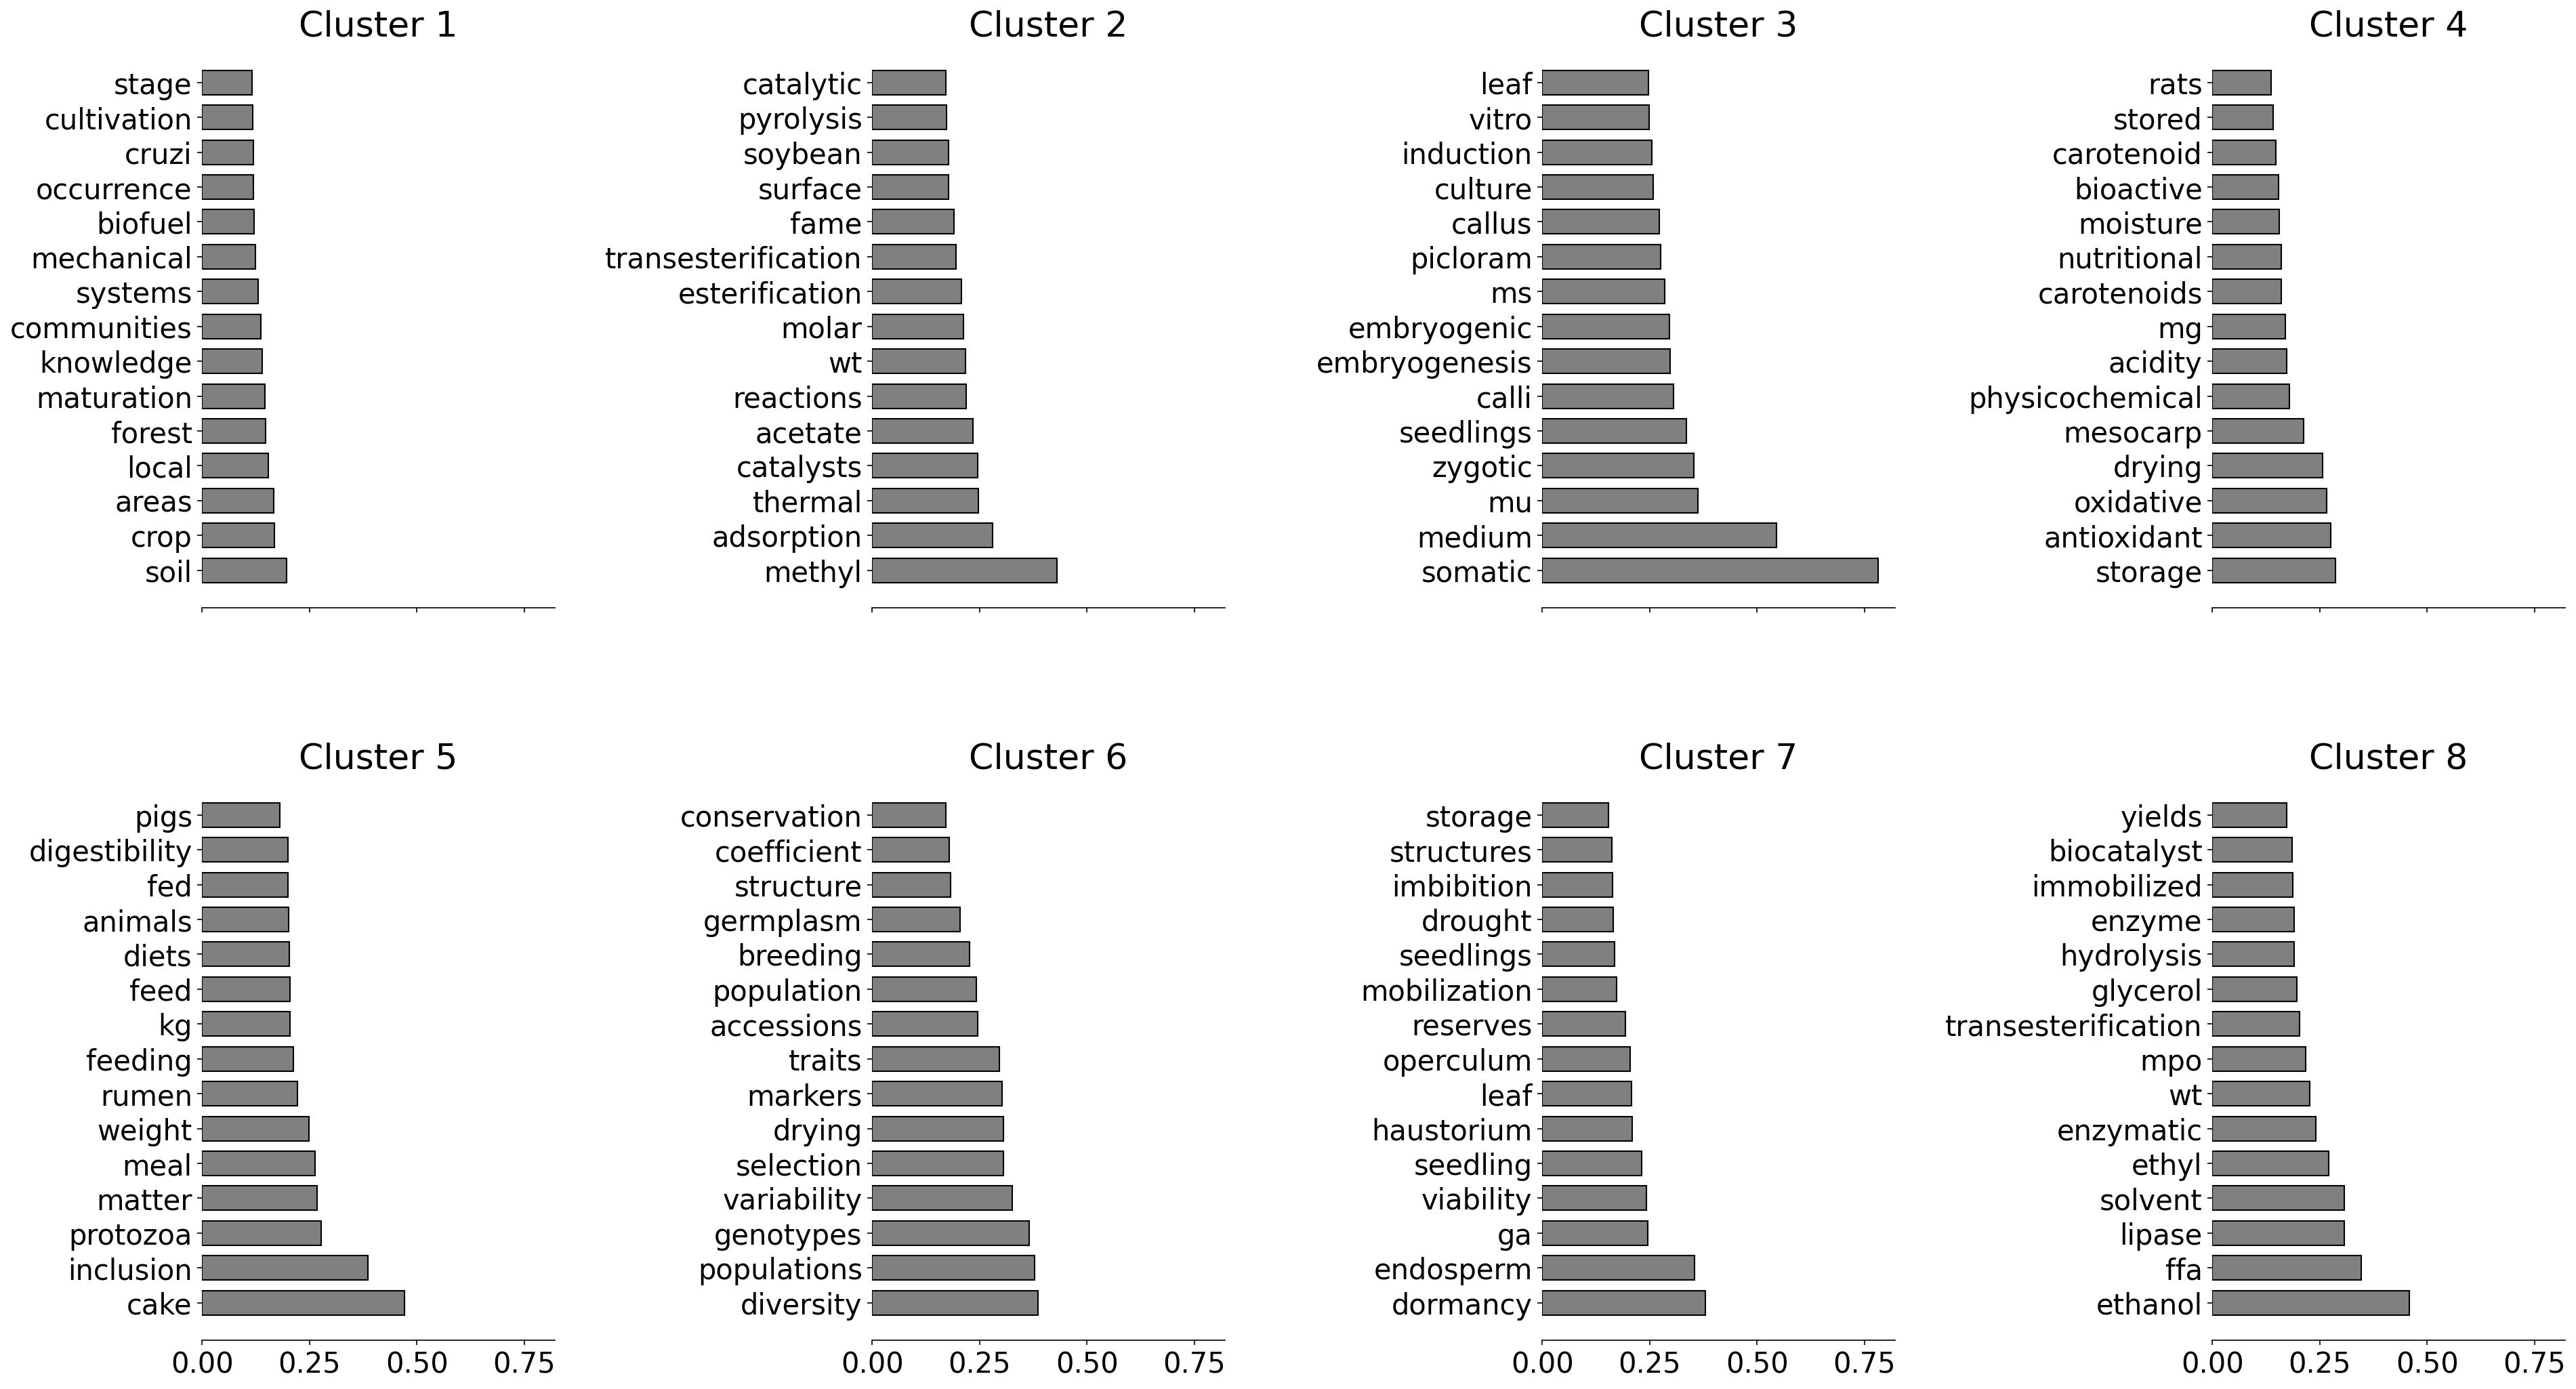 Cluster 1
stage
cultivation
cruzi
occurrence
biofuel
mechanical
systems
communities
knowledge
maturation
forest
local
areas
crop
soil
Cluster 2
catalytic
pyrolysis
soybean
surface
fame
transesterification
esterification
molar
wt
reactions
acetate
catalysts
thermal
adsorption
methyl
Cluster 3
leaf
vitro
induction
culture
callus
picloram
ms
embryogenic
embryogenesis
calli
seedlings
zygotic
mu
medium
somatic
Cluster 4
rats
stored
carotenoid
bioactive
moisture
nutritional
carotenoids
mg
acidity
physicochemical
mesocarp
drying
oxidative
antioxidant
storage
Cluster 5
pigs
digestibility
fed
animals
diets
feed
kg
feeding
rumen
weight
meal
matter
protozoa
inclusion
cake
0.00 0.25 0.50 0.75
Cluster 6
conservation
coefficient
structure
germplasm
breeding
population
accessions
traits
markers
drying
selection
variability
genotypes
populations
diversity
0.00 0.25 0.50 0.75
Cluster 7
storage
structures
imbibition
drought
seedlings
mobilization
reserves
operculum
leaf
haustorium
seedling
viability
ga
endosperm
dormancy
0.00 0.25 0.50 0.75
Cluster 8
yields
biocatalyst
immobilized
enzyme
hydrolysis
glycerol
transesterification
mpo
wt
enzymatic
ethyl
solvent
lipase
ffa
ethanol
0.00 0.25 0.50 0.75